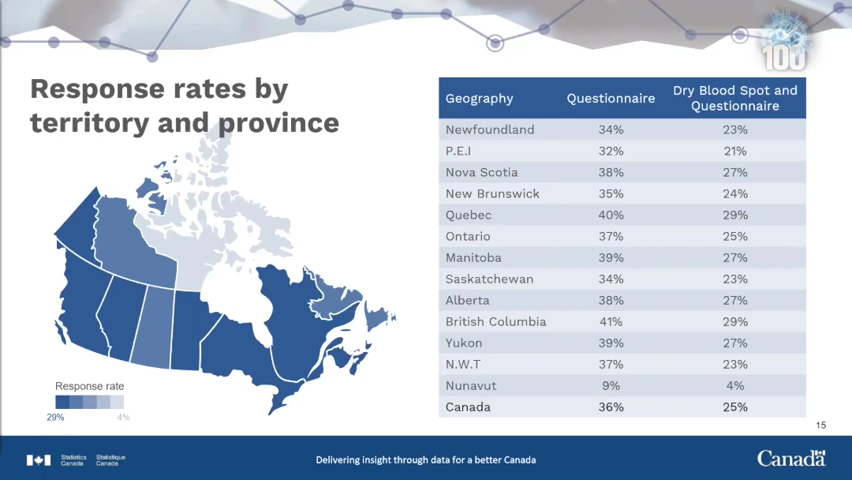 100
Response rates by
territory and province
Geography Questionnaire Dry Blood Spot and Questionnaire
Newfoundland 34% 23%
P.E.I 32% 21%
Nova Scotia 38% 27%
New Brunswick 35% 24%
Quebec 40% 29%
Ontario 37% 25%
Manitoba 39% 27%
Saskatchewan 34% 23%
Alberta 38% 27%
British Columbia 41% 29%
Yukon 39% 27%
N.W.T 37% 23%
Nunavut 9% 4%
Canada 36% 25%
Response rate
29% 4%
15
Statistics Canada Statistique Canada
Delivering insight through data for a better Canada
Canada